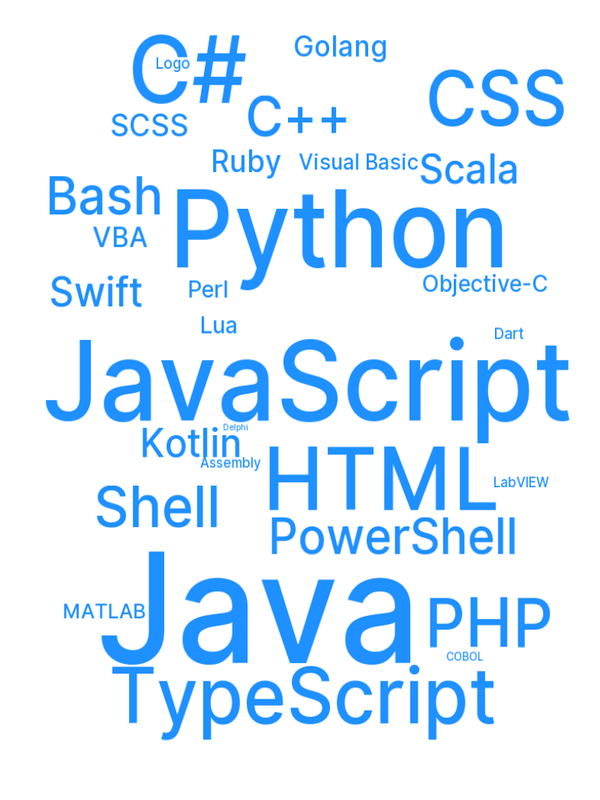 Golang
C#
Logo
CSS
C++
SCSS
Ruby
Visual Basic
Scala
Bash
Python
VBA
Swift
Perl
Objective-C
Lua
Dart
JavaScript
Delphi
Kotlin
Assembly
HTML
LabVIEW
Shell
PowerShell
Java
MATLAB
PHP
COBOL
TypeScript